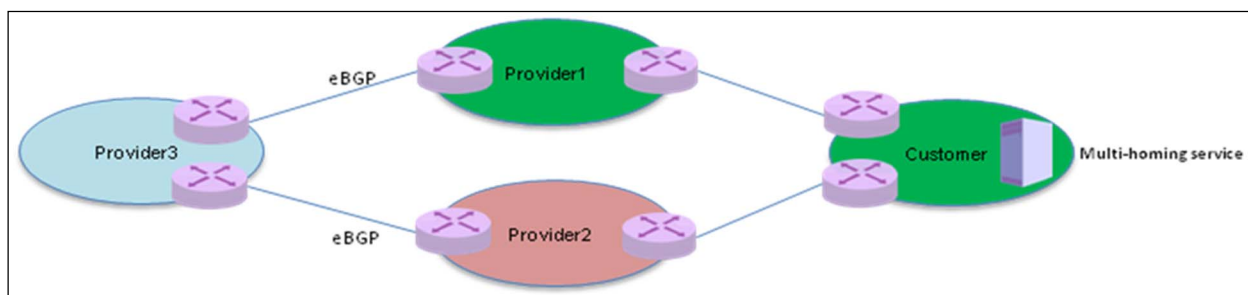 eBGP
Provider1
Provider3
Customer
Multi-homing service
eBGP
Provider2